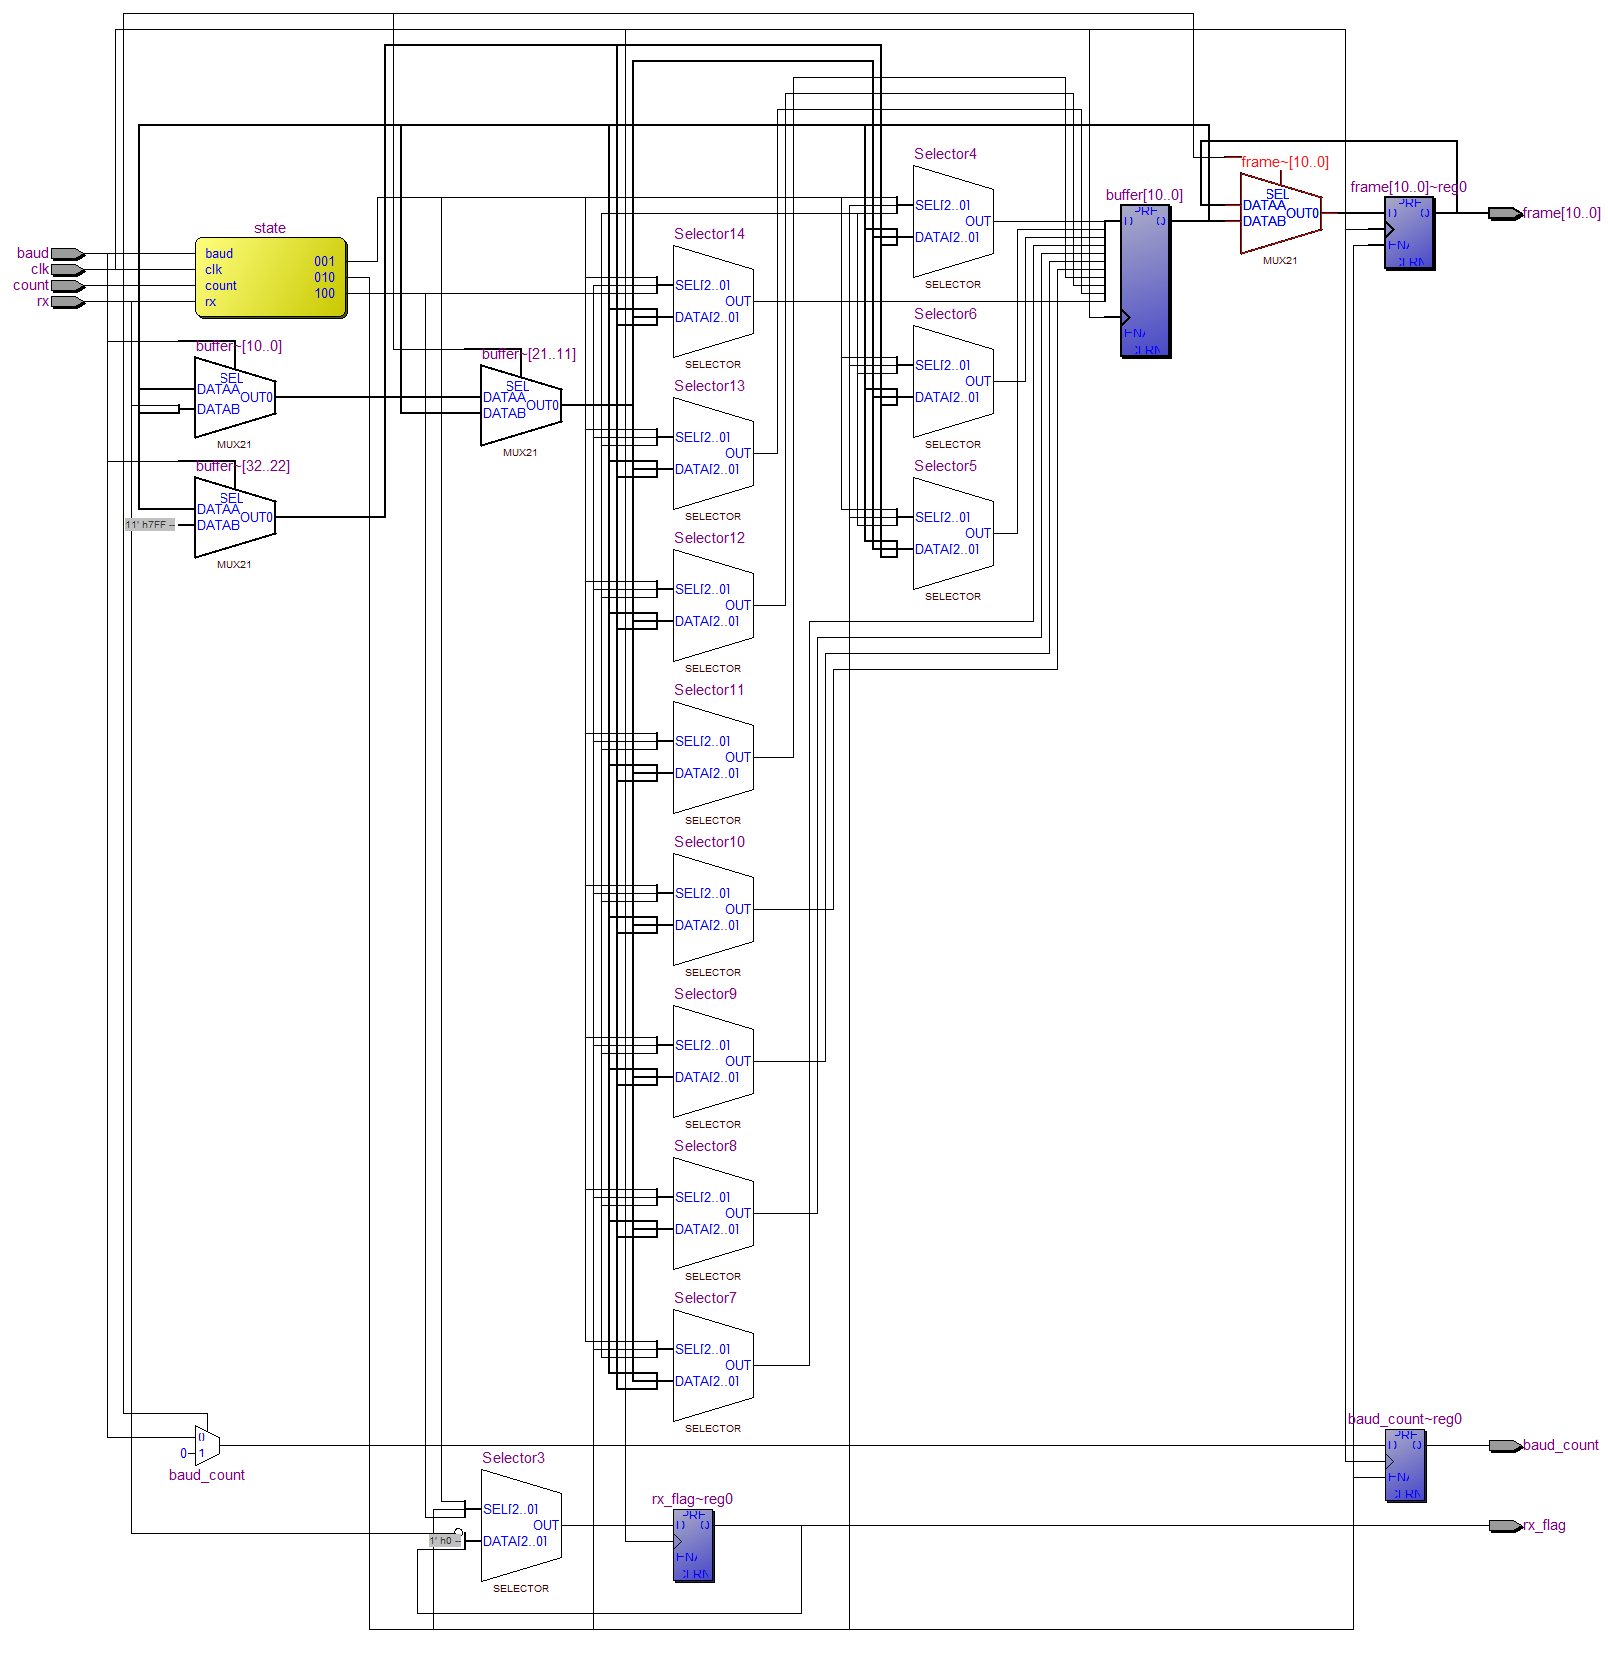 Selector4
frame~[10..0]
SEL
DATAA
DATAB
OUT0
MUX21
frame[10..0]~reg0
PRE
D
Q
ENA
CLRN
frame[10..0]
SEL[2..0]
DATA[2..0]
OUT
SELECTOR
buffer[10..0]
PRE
D
Q
ENA
CLRN
state
baud
clk
count
rx
baud
clk
count
rx
001
010
100
Selector14
SEL[2..0]
OUT
DATA[2..0]
SELECTOR
Selector6
SEL[2..0]
OUT
DATA[2..0]
SELECTOR
buffer~[10..0]
SEL
DATAA
DATAB
OUT0
MUX21
buffer~[21..11]
SEL
DATAA
DATAB
OUT0
MUX21
Selector13
SEL[2..0]
OUT
DATA[2..0]
SELECTOR
buffer~[32..22]
SEL
DATAA
11' h7FF --
DATAB
OUT0
MUX21
Selector5
SEL[2..0]
OUT
DATA[2..0]
SELECTOR
Selector12
SEL[2..0]
OUT
DATA[2..0]
SELECTOR
Selector11
SEL[2..0]
OUT
DATA[2..0]
SELECTOR
Selector10
SEL[2..0]
OUT
DATA[2..0]
SELECTOR
Selector9
SEL[2..0]
OUT
DATA[2..0]
SELECTOR
Selector8
SEL[2..0]
OUT
DATA[2..0]
SELECTOR
Selector7
SEL[2..0]
OUT
DATA[2..0]
SELECTOR
0
0
1
baud_count
baud_count~reg0
PRE
D
Q
ENA
CLRN
baud_count
Selector3
SEL[2..0]
OUT
1' h0 --
DATA[2..0]
SELECTOR
rx_flag~reg0
PRE
D
Q
ENA
CLRN
rx_flag